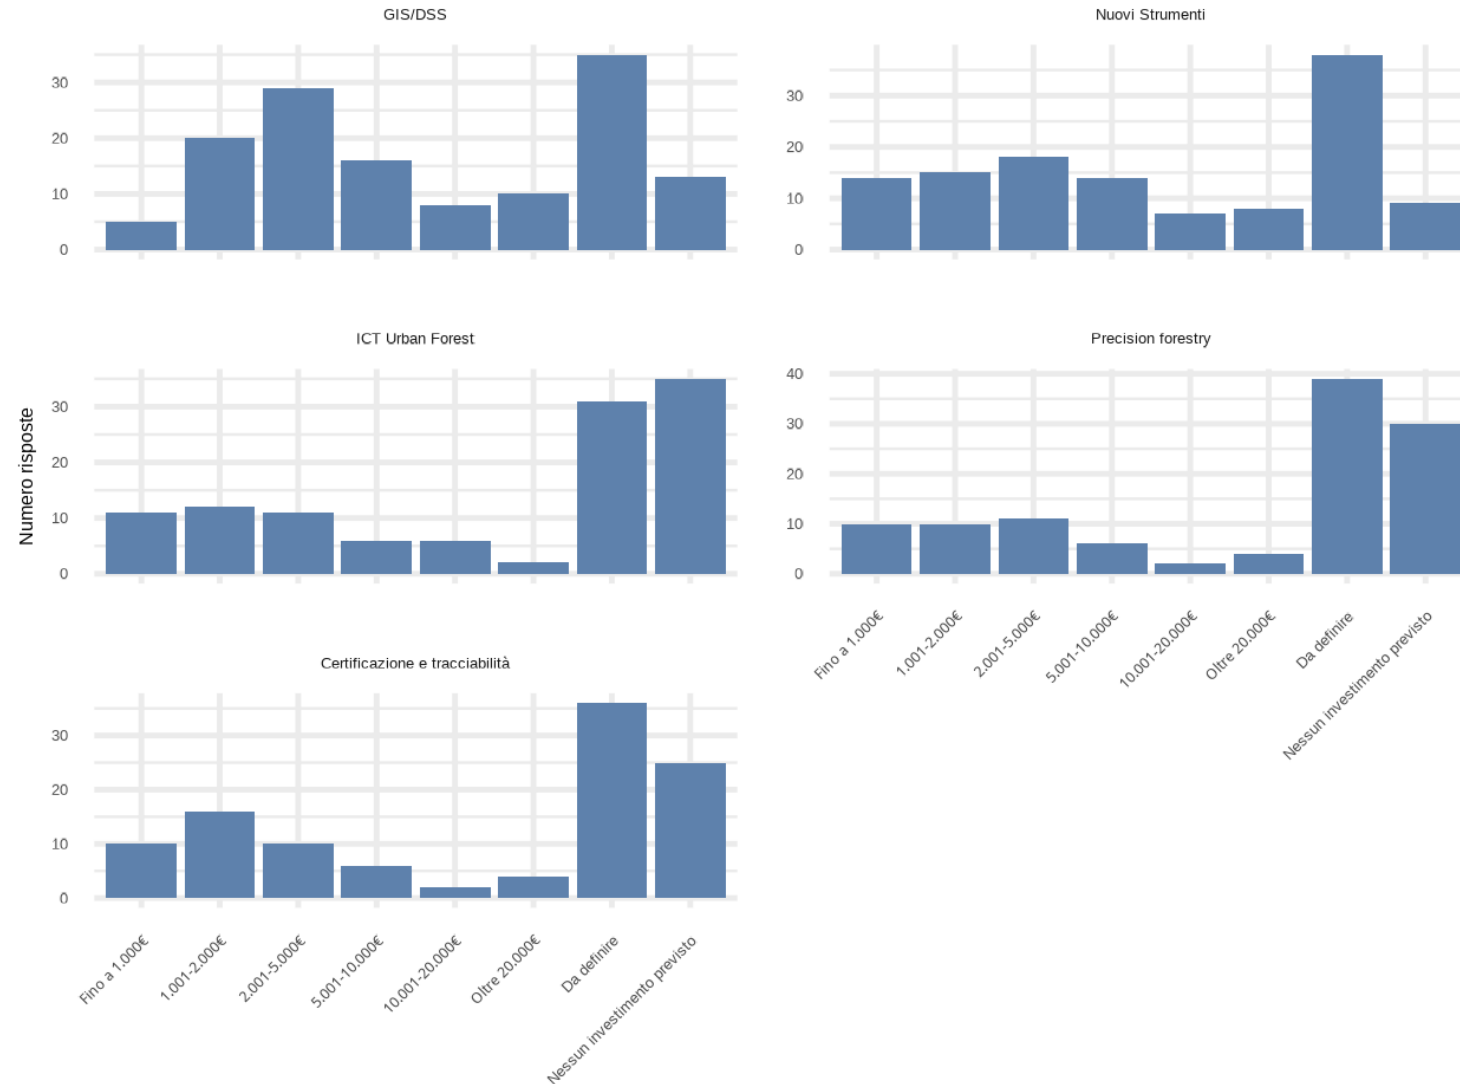 GIS/DSS
30
20
10
0
Nuovi Strumenti
30
20
10
0
Numero risposte
ICT Urban Forest
30
20
10
0
Precision forestry
40
30
20
10
0
Fino a 1.000€
1.001-2.000€
2.001-5.000€
5.001-10.000€
10.001-20.000€
Oltre 20.000€
Da definire
Nessun investimento previsto
Certificazione e tracciabilità
30
20
10
0
Fino a 1.000€
1.001-2.000€
2.001-5.000€
5.001-10.000€
10.001-20.000€
Oltre 20.000€
Da definire
Nessun investimento previsto